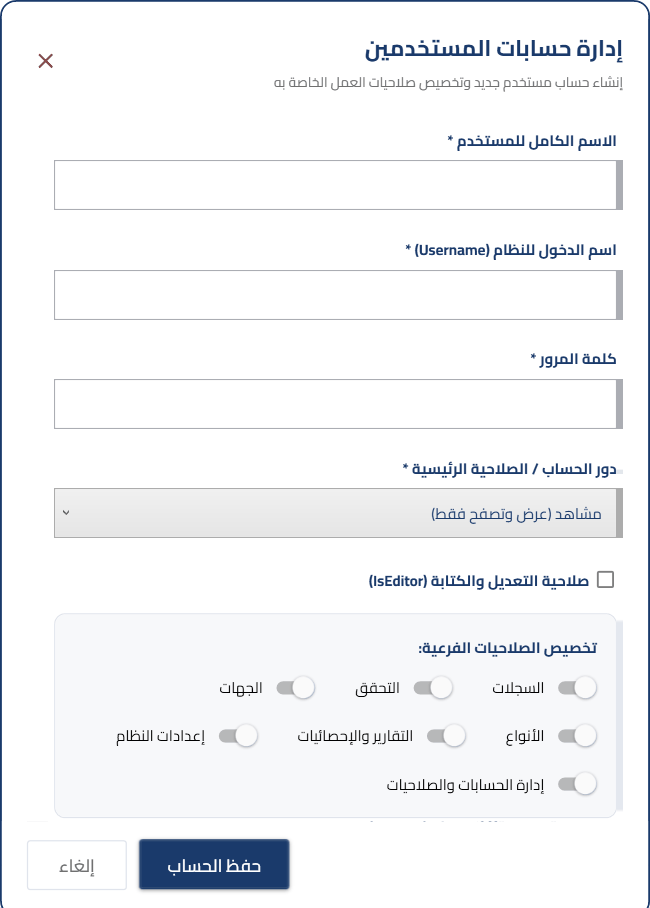 إدارة حسابات المستخدمين
إنشاء حساب مستخدم جديد وتخصيص صلاحيات العمل الخاصة به
الاسم الكامل للمستخدم *
اسم الدخول للنظام (Username) *
كلمة المرور *
دور الحساب / الصلاحية الرئيسية *
مشاهد (عرض وتصفح فقط)
صلاحية التعديل والكتابة (IsEditor)
تخصيص الصلاحيات الفرعية:
السجلات التحقق الجهات
الأنواع التقارير والإحصائيات إعدادات النظام
إدارة الحسابات والصلاحيات
حفظ الحساب إلغاء